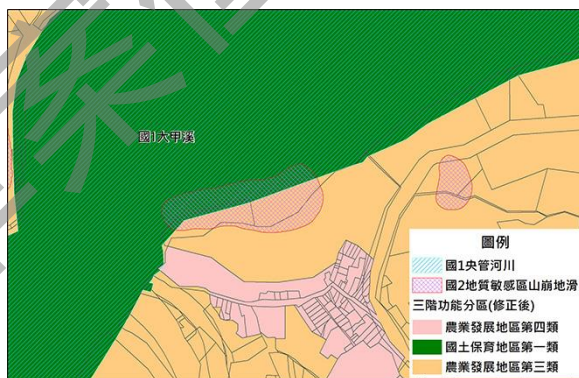 國1大甲溪
圖例
國1央管河川
國2地質敏感區山崩地滑
三階功能分區(修正後)
農業發展地區第四類
國土保育地區第一類
農業發展地區第三類